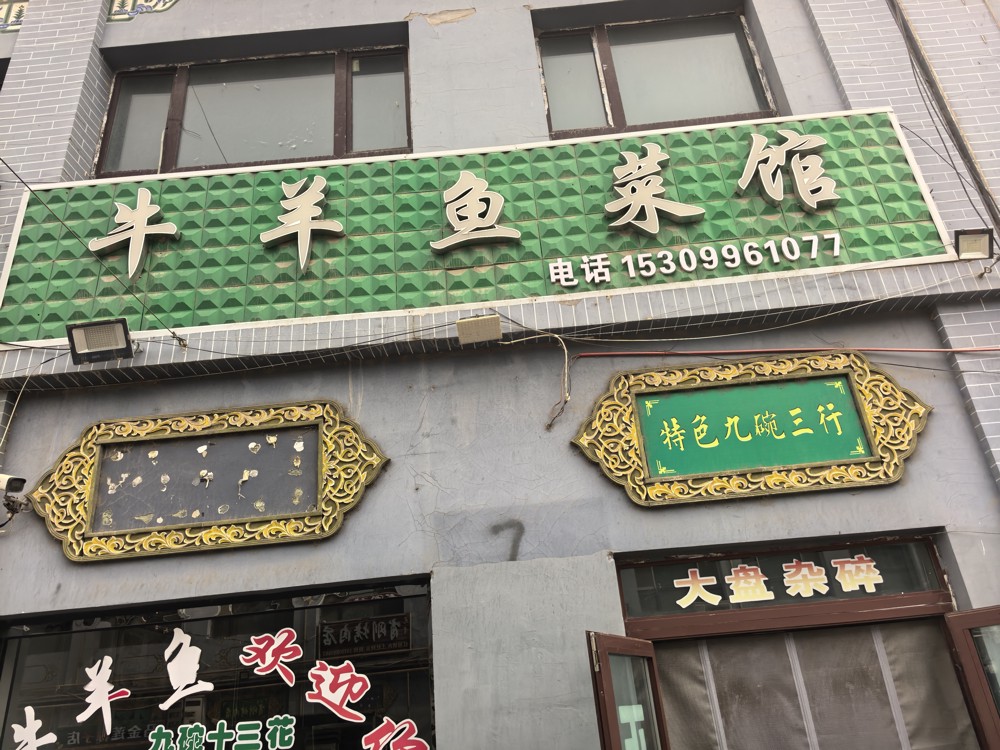 牛羊鱼菜馆
电话 15309961077
特色九碗三行
大盘杂碎
牛羊鱼
欢迎你
九碗十三花